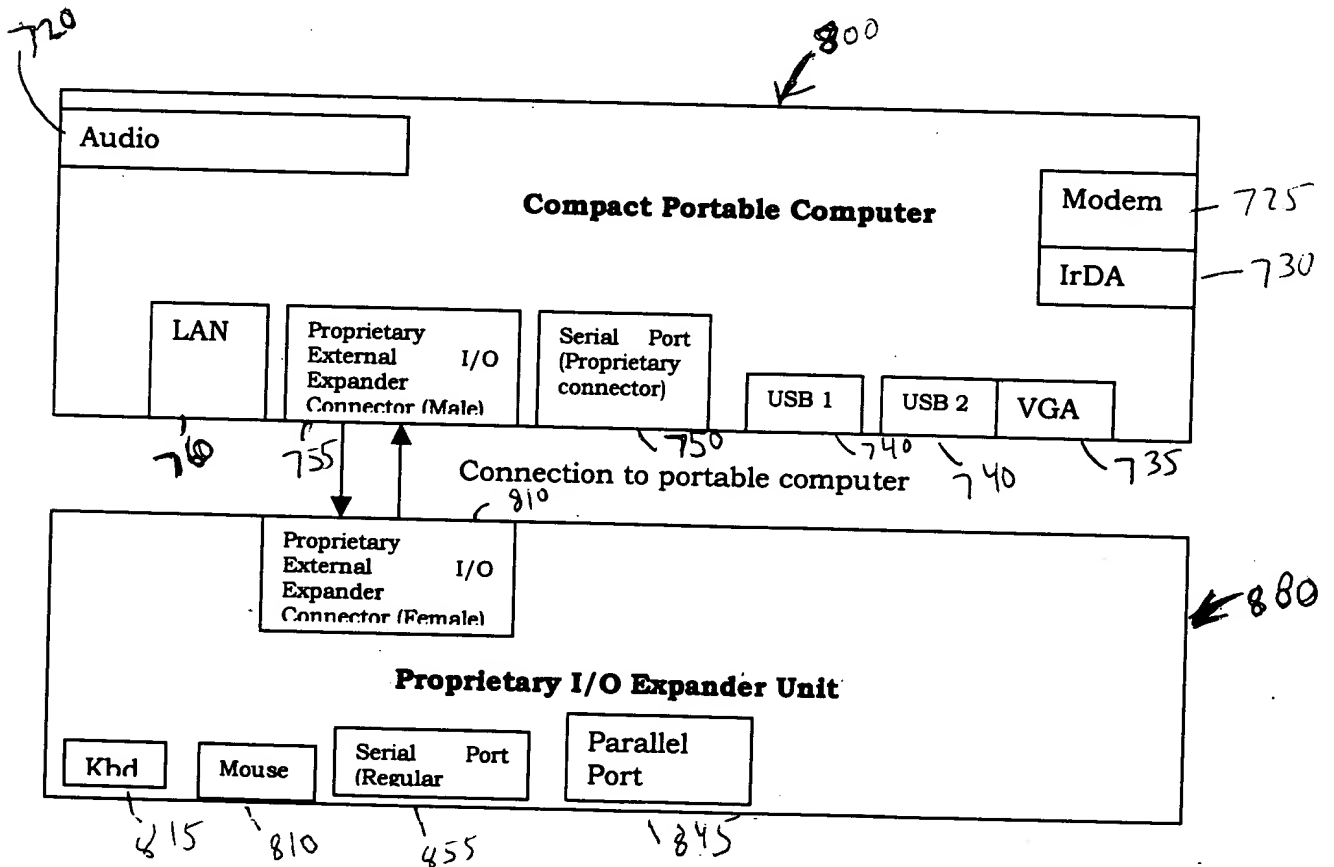 720
800
Audio
Compact Portable Computer
Modem
725
IrDA
730
LAN
Proprietary
External I/O
Expander
Connector (Male)
Serial Port
(Proprietary
connector)
USB 1
USB 2
VGA
760
755
750
740
740
735
Connection to portable computer
810
Proprietary
External I/O
Expander
Connector (Female)
880
Proprietary I/O Expander Unit
Kbd
Mouse
Serial Port
(Regular
Parallel
Port
815
810
855
845